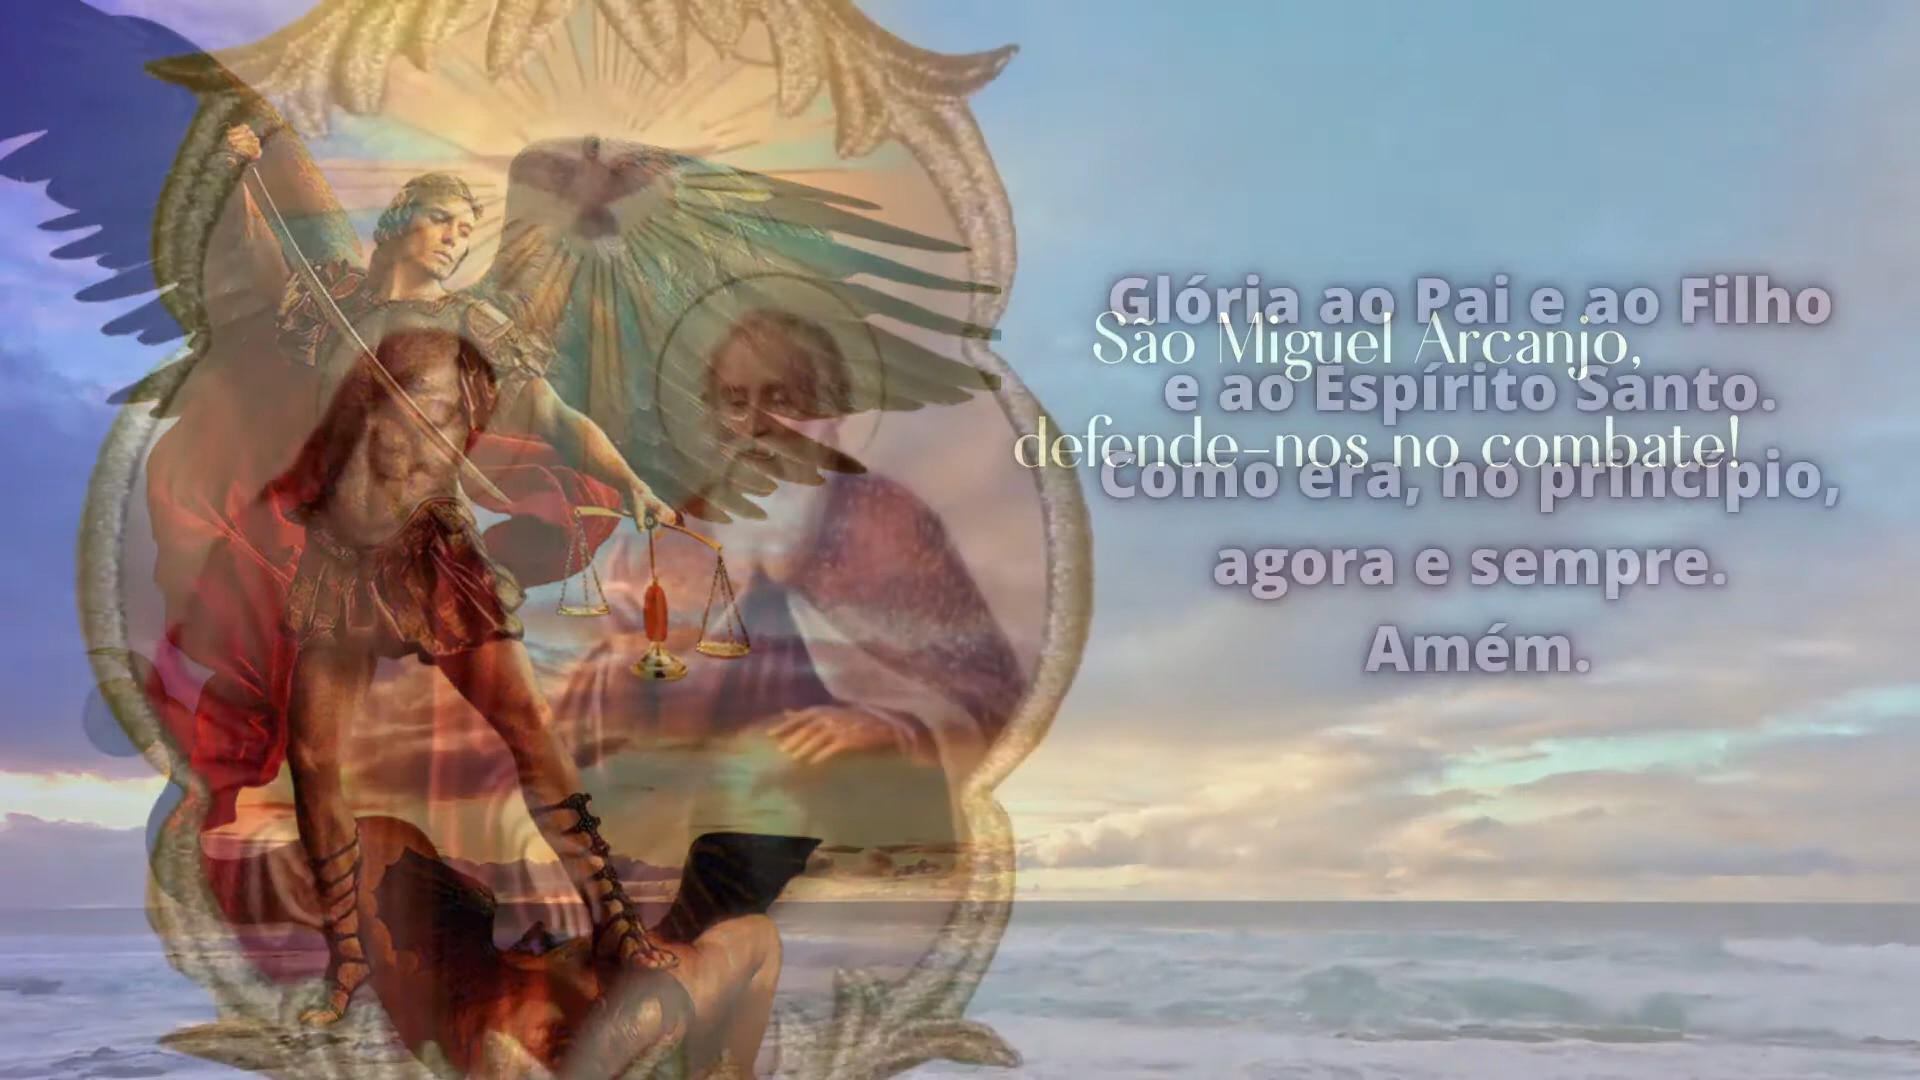 Glória ao Pai e ao Filho
e ao Espírito Santo.
Como era, no princípio,
agora e sempre.
Amém.
São Miguel Arcanjo,
defende-nos no combate!